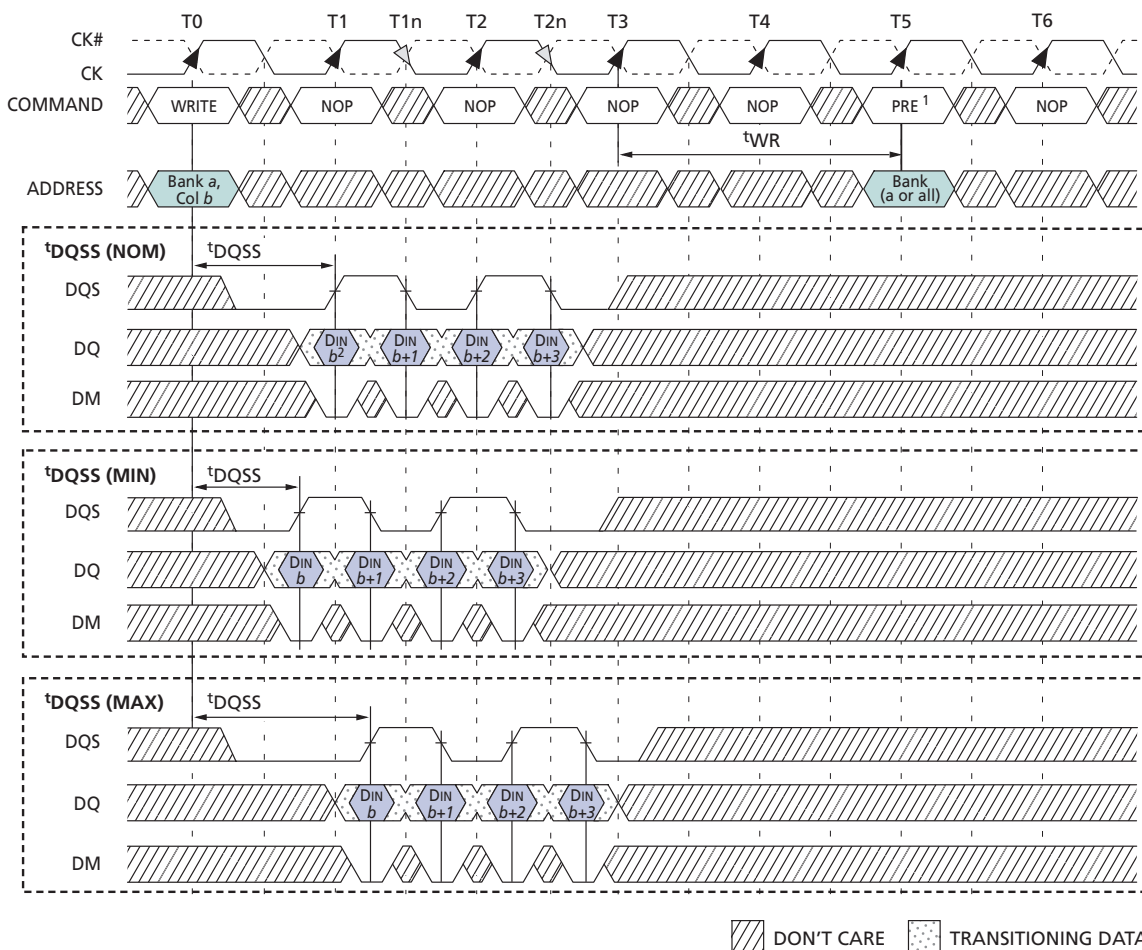 T0 T1 T1n T2 T2n T3 T4 T5 T6
CK#
CK
COMMAND WRITE NOP NOP NOP NOP PRE 1 NOP
tWR
ADDRESS Bank a, Col b Bank (a or all)
tDQSS (NOM) tDQSS
DQS
DQ DIN b2 DIN b+1 DIN b+2 DIN b+3
DM
tDQSS (MIN) tDQSS
DQS
DQ DIN b DIN b+1 DIN b+2 DIN b+3
DM
tDQSS (MAX) tDQSS
DQS
DQ DIN b DIN b+1 DIN b+2 DIN b+3
DM
DON'T CARE TRANSITIONING DATA